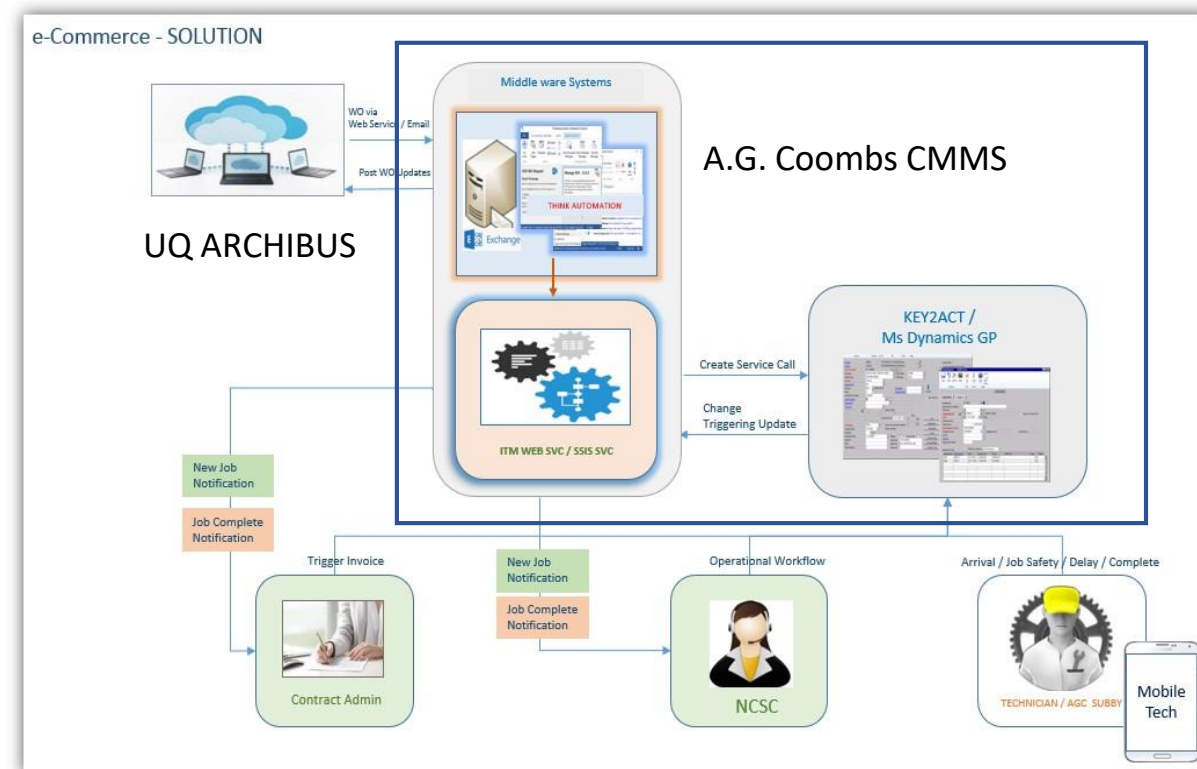 e-Commerce - SOLUTION
Middle ware Systems
WO via
Web Service / Email
Post WO Updates
THINK AUTOMATION
Exchange
A.G. Coombs CMMS
UQ ARCHIBUS
KEY2ACT /
Ms Dynamics GP
Create Service Call
Change
Triggering Update
ITM WEB SVC / SSIS SVC
New Job
Notification
Job Complete
Notification
Trigger Invoice
New Job
Notification
Job Complete
Notification
Operational Workflow
Arrival / Job Safety / Delay / Complete
Contract Admin
NCSC
TECHNICIAN / AGC SUBBY
Mobile
Tech